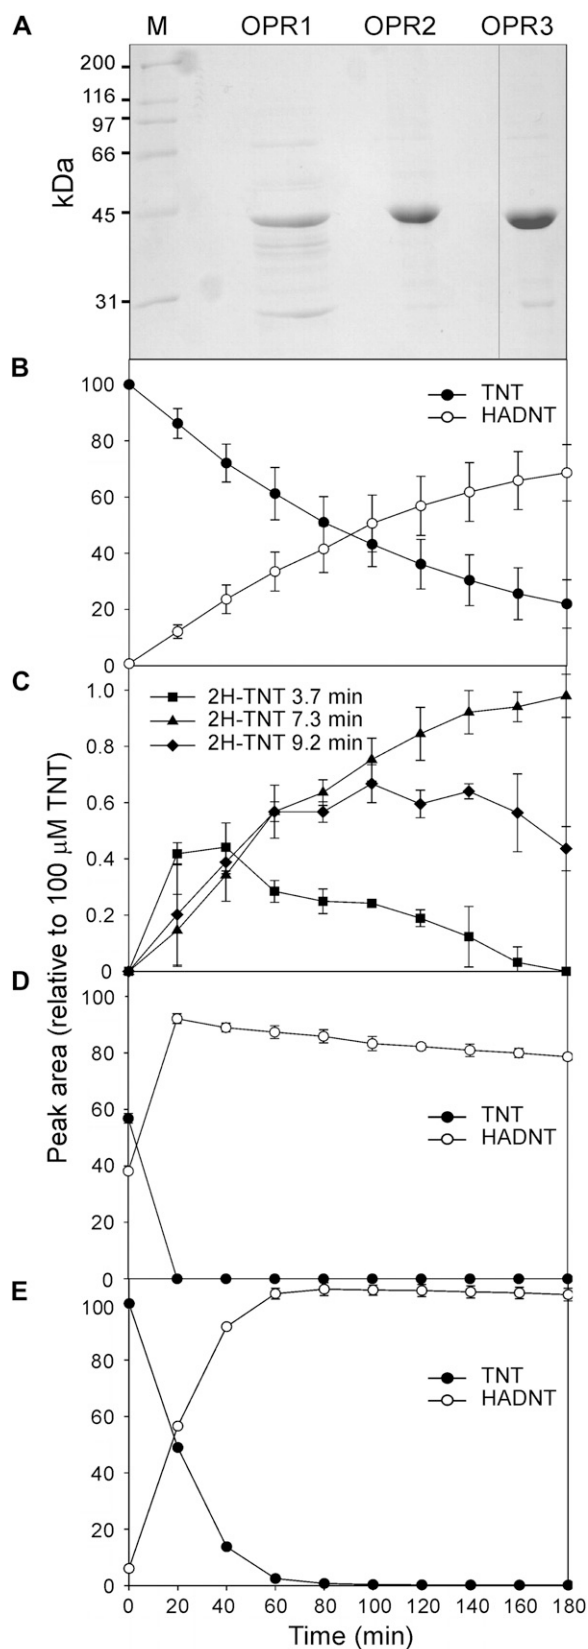 A M OPR1 OPR2 OPR3
200
116
97
66
45
31
kDa
B
100
80
60
40
20
0
TNT
HADNT
C
1.0
0.8
0.6
0.4
0.2
0
2H-TNT 3.7 min
2H-TNT 7.3 min
2H-TNT 9.2 min
Peak area (relative to 100 μM TNT)
D
100
80
60
40
20
0
TNT
HADNT
E
100
80
60
40
20
0
TNT
HADNT
0 20 40 60 80 100 120 140 160 180
Time (min)